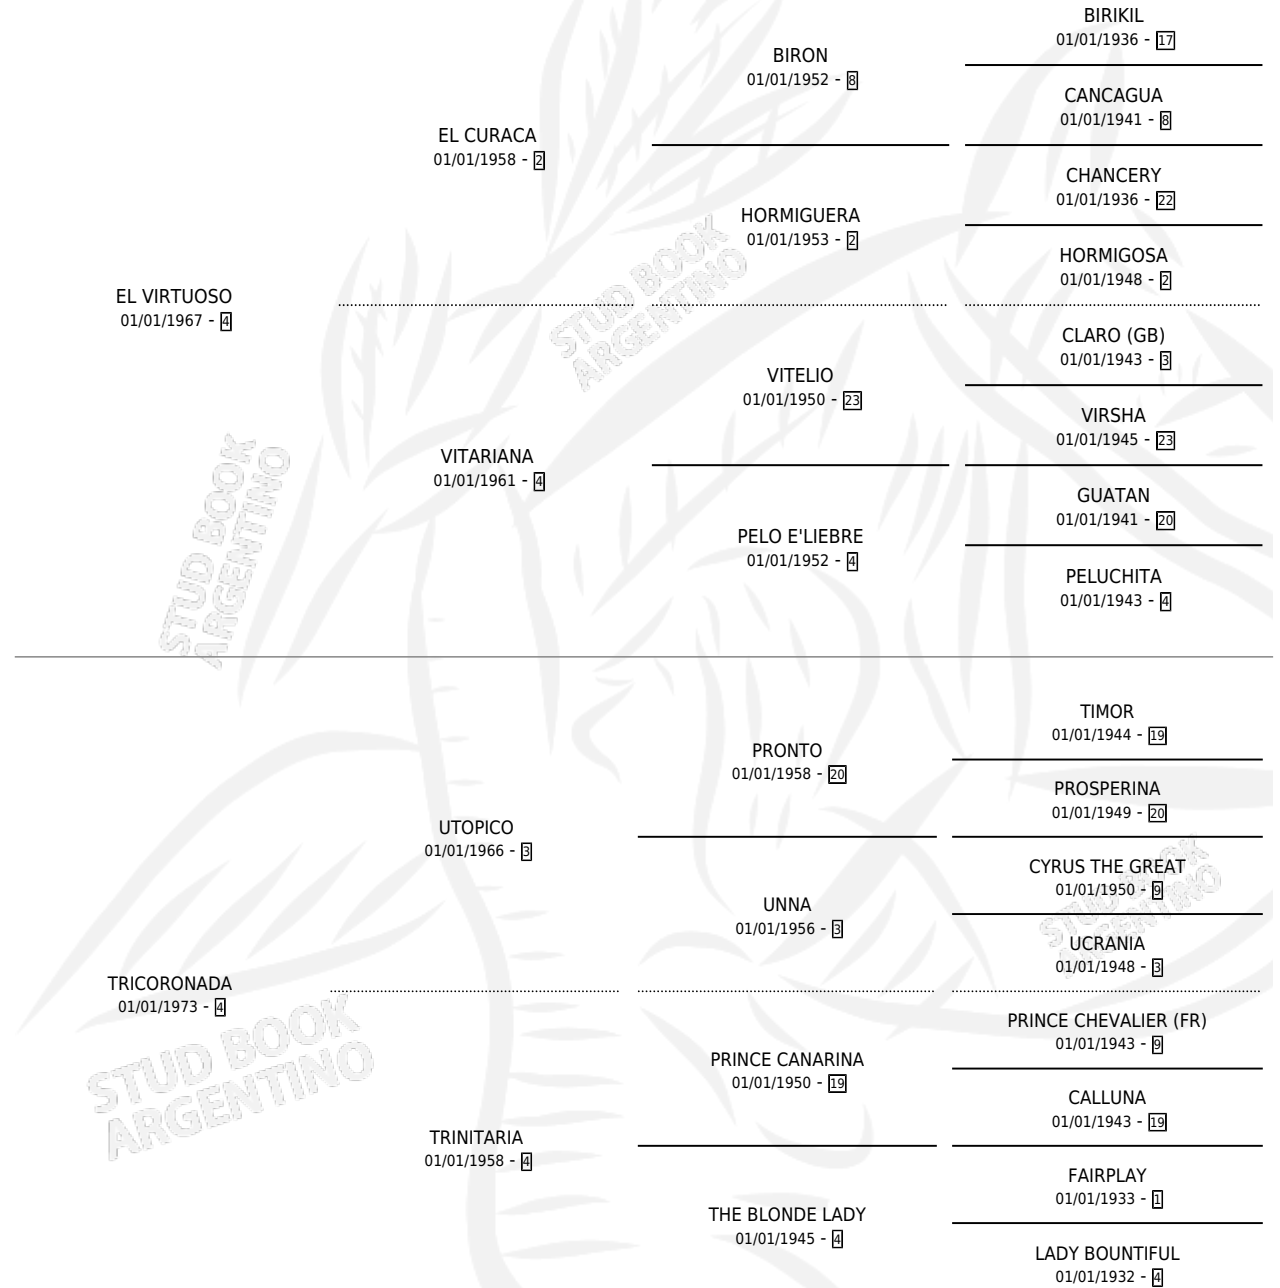 BIRIKIL
01/01/1936 - 17
BIRON
01/01/1952 - 8
CANCAGUA
01/01/1941 - 8
EL CURACA
01/01/1958 - 2
CHANCERY
01/01/1936 - 22
HORMIGUERA
01/01/1953 - 2
HORMIGOSA
01/01/1948 - 2
EL VIRTUOSO
01/01/1967 - 4
CLARO (GB)
01/01/1943 - 3
VITELIO
01/01/1950 - 23
VIRSHA
01/01/1945 - 23
VITARIANA
01/01/1961 - 4
GUATAN
01/01/1941 - 20
PELO E'LIEBRE
01/01/1952 - 4
PELUCHITA
01/01/1943 - 4
STUD BOOK
ARGENTINO
STUD BOOK
ARGENTINO
TIMOR
01/01/1944 - 19
PRONTO
01/01/1958 - 20
PROSPERINA
01/01/1949 - 20
UTOPICO
01/01/1966 - 3
CYRUS THE GREAT
01/01/1950 - 9
UNNA
01/01/1956 - 3
UCRANIA
01/01/1948 - 3
STUD BOOK
ARGENTINO
TRICORONADA
01/01/1973 - 4
PRINCE CHEVALIER (FR)
01/01/1943 - 9
PRINCE CANARINA
01/01/1950 - 19
CALLUNA
01/01/1943 - 19
STUD BOOK
ARGENTINO
TRINITARIA
01/01/1958 - 4
FAIRPLAY
01/01/1933 - 1
THE BLONDE LADY
01/01/1945 - 4
LADY BOUNTIFUL
01/01/1932 - 4